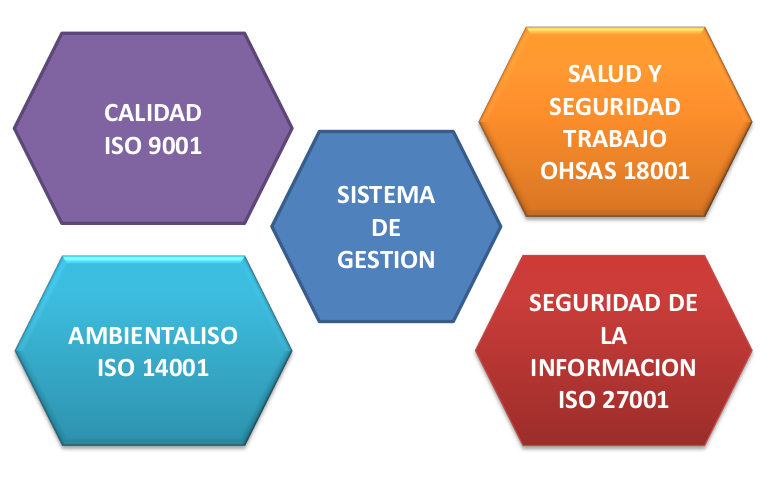 CALIDAD
ISO 9001
SALUD Y
SEGURIDAD
TRABAJO
OHSAS 18001
SISTEMA
DE
GESTION
AMBIENTALISO
ISO 14001
SEGURIDAD DE
LA
INFORMACION
ISO 27001